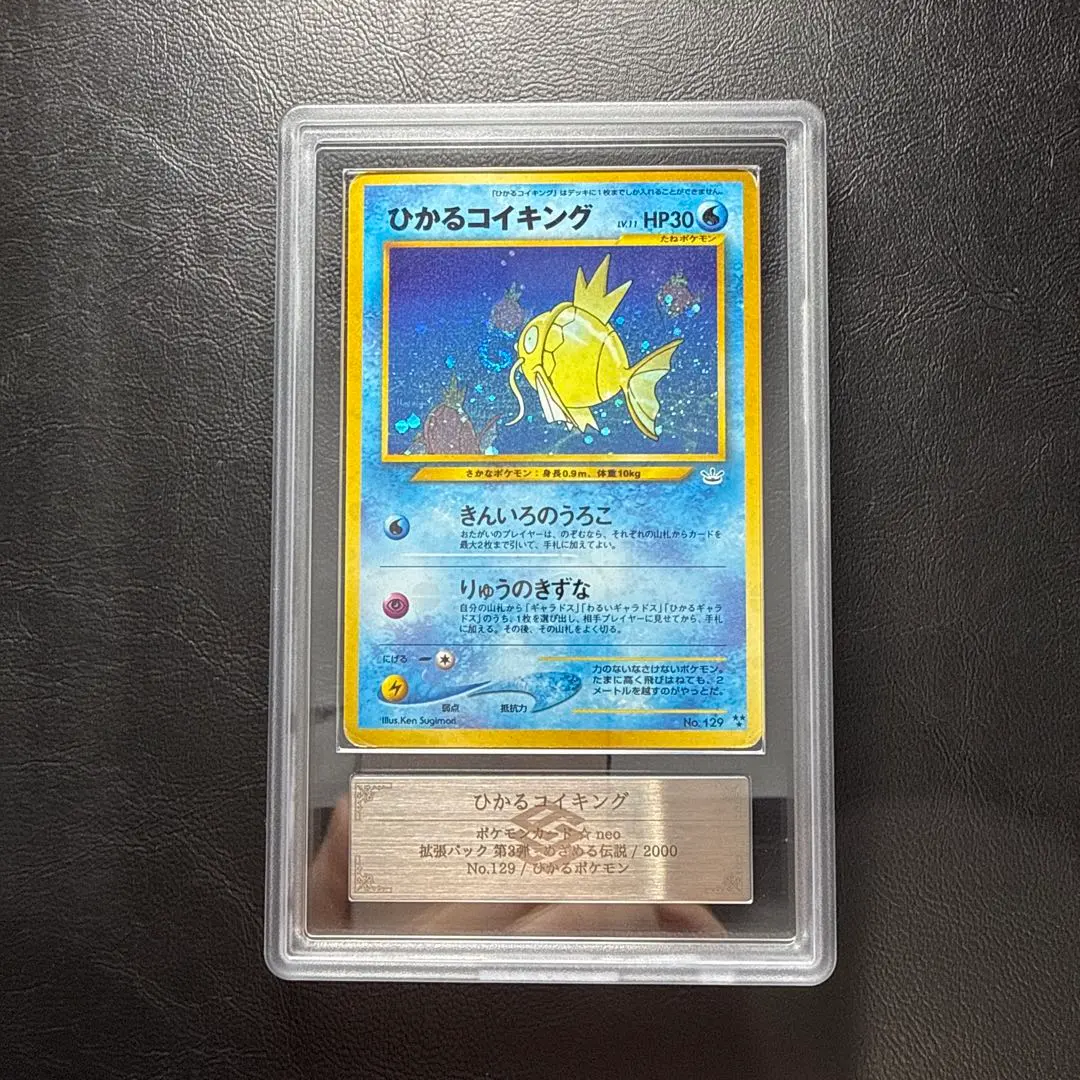 「ひかるコイキング」はデッキに1枚までしか入れることができません。
ひかるコイキング LV.11 HP30
たねポケモン
さかなポケモン：身長0.9m、体重10kg
きんいろのうろこ
おたがいのプレイヤーは、のぞむなら、それぞれの山札からカードを
最大2枚まで引いて、手札に加えてよい。
りゅうのきずな
自分の山札から「ギャラドス」「わるいギャラドス」「ひかるギャラ
ドス」のうち、1枚を選び出し、相手プレイヤーに見せてから、手札
に加える。その後、その山札をよく切る。
にげる
力のないなさけないポケモン。
たまに高く飛びはねても、2
メートルを越すのがやっとだ。
弱点 抵抗力
Illus.Ken Sugimori
No.129 ★★★
ひかるコイキング
ポケモンカード ☆ neo
拡張パック 第3弾：めざめる伝説 / 2000
No.129 / ひかるポケモン